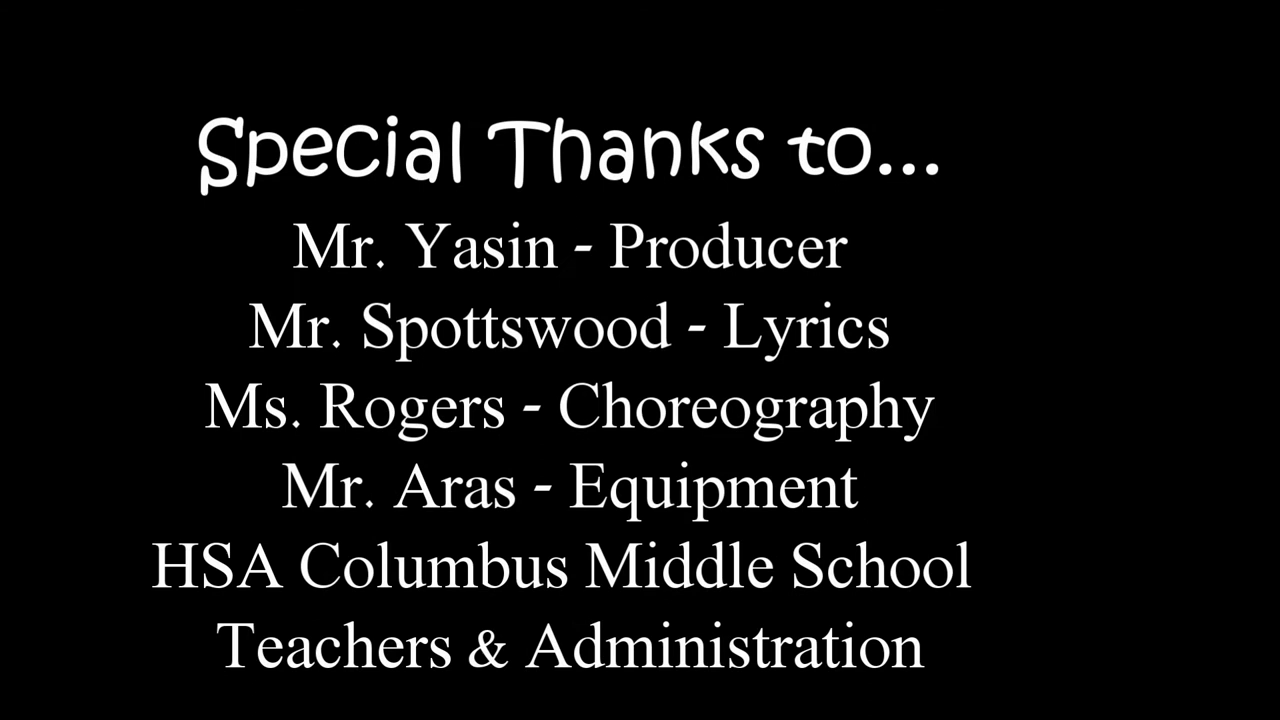 Special Thanks to...
Mr. Yasin - Producer
Mr. Spottswood - Lyrics
Ms. Rogers - Choreography
Mr. Aras - Equipment
HSA Columbus Middle School
Teachers & Administration